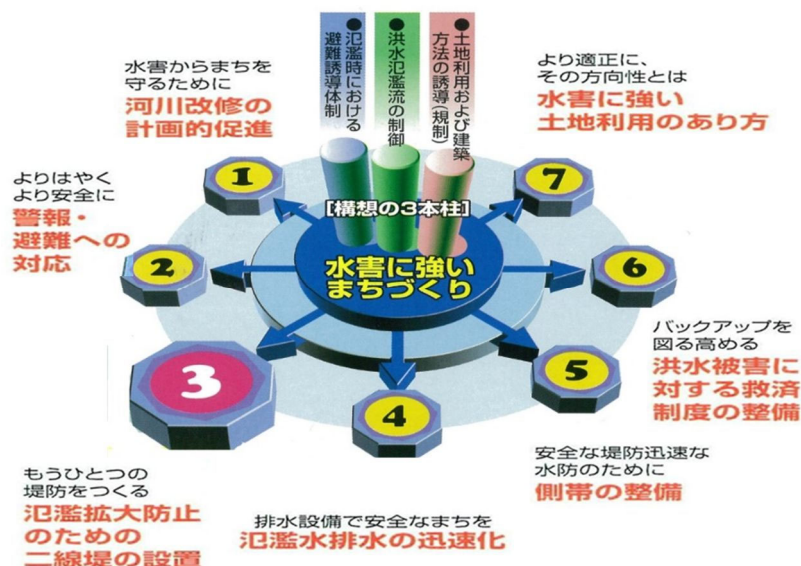 ●氾濫時における
避難誘導体制
●洪水氾濫流の制御
●土地利用および建築
方法の誘導(規制)
[構想の3本柱]
水害に強い
まちづくり
1
水害からまちを
守るために
河川改修の
計画的促進
2
よりはやく
より安全に
警報・
避難への
対応
3
もうひとつの
堤防をつくる
氾濫拡大防止
のための
二線堤の設置
4
排水設備で安全なまちを
氾濫水排水の迅速化
5
安全な堤防迅速な
水防のために
側帯の整備
6
バックアップを
図る高める
洪水被害に
対する救済
制度の整備
7
より適正に、
その方向性とは
水害に強い
土地利用のあり方